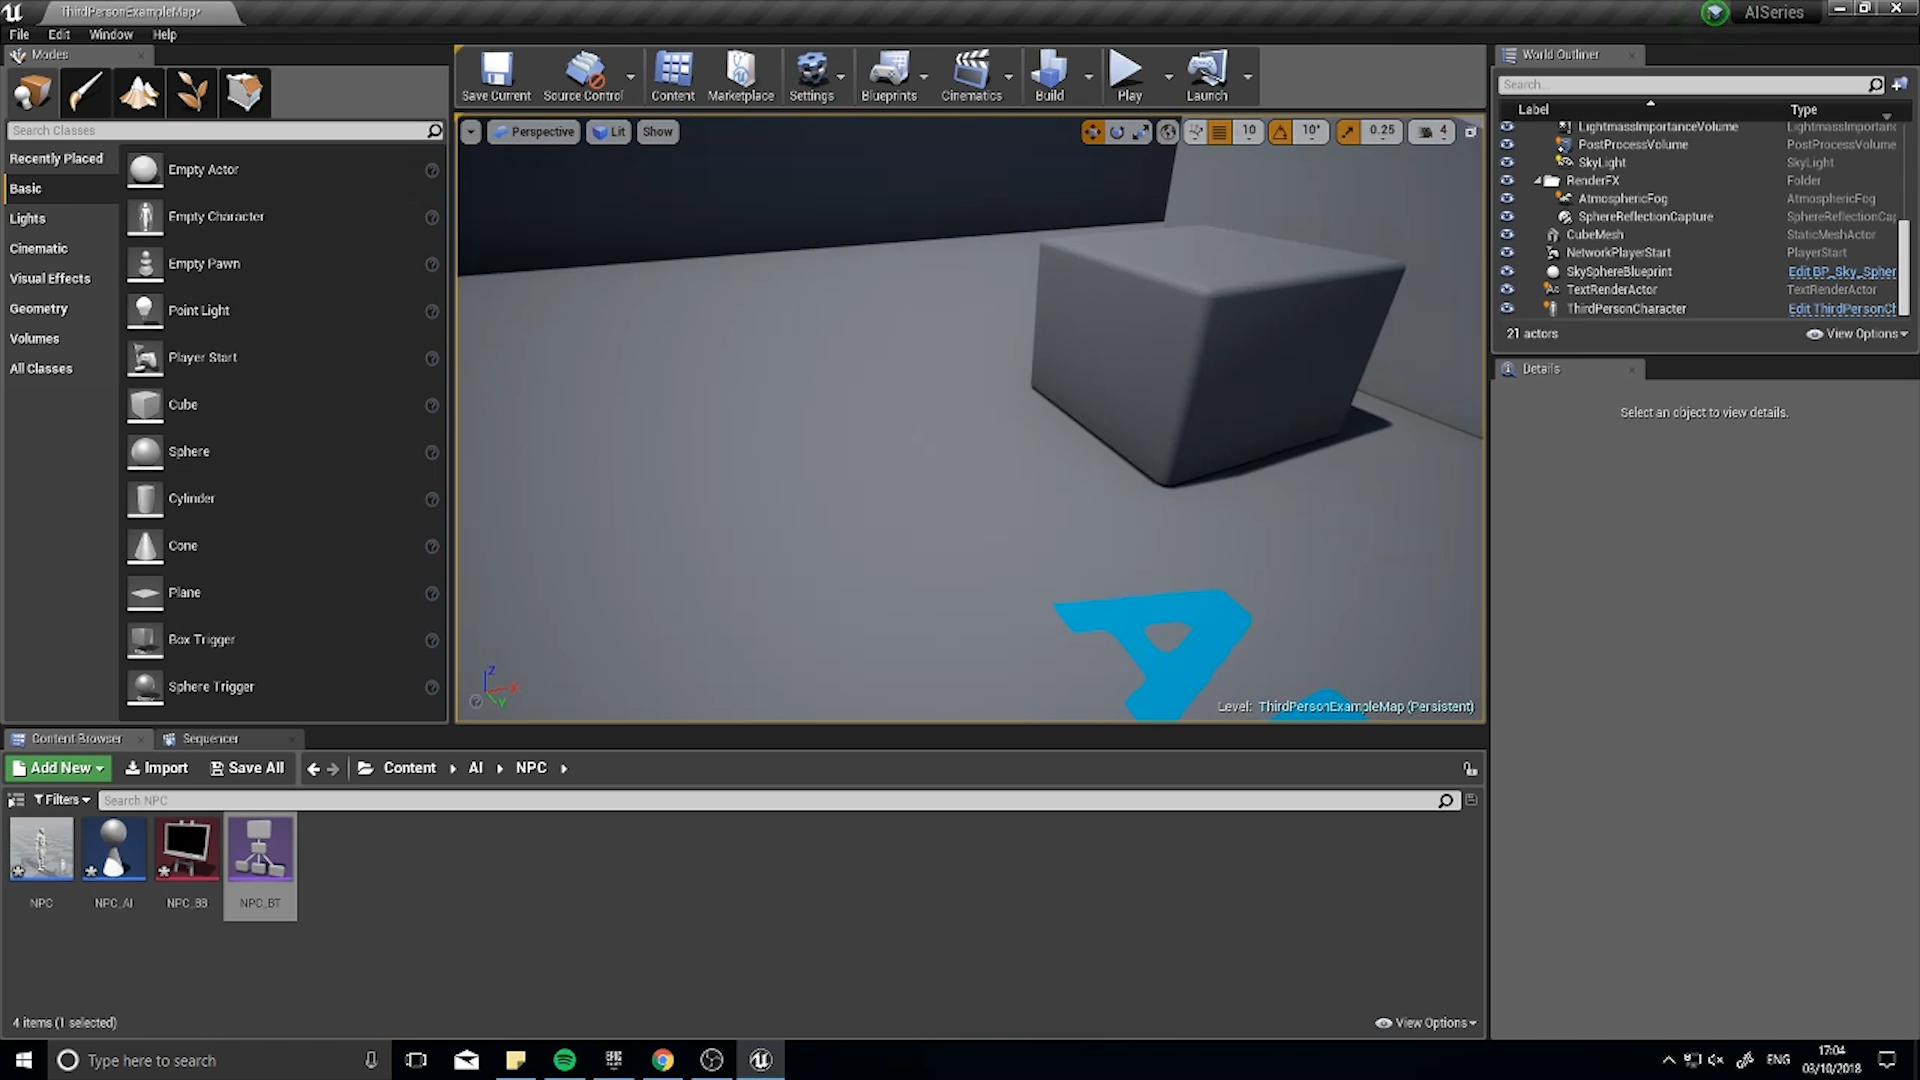 ThirdPersonExampleMap*
AISeries
File Edit Window Help
Modes
Search Classes
Recently Placed
Basic
Lights
Cinematic
Visual Effects
Geometry
Volumes
All Classes
Empty Actor
Empty Character
Empty Pawn
Point Light
Player Start
Cube
Sphere
Cylinder
Cone
Plane
Box Trigger
Sphere Trigger
Save Current Source Control Content Marketplace Settings Blueprints Cinematics Build Play Launch
Perspective Lit Show
10 10° 0.25 4
Z
X
Y
Level: ThirdPersonExampleMap (Persistent)
World Outliner
Search...
Label Type
LightmassImportanceVolume LightmassImportanc
PostProcessVolume PostProcessVolume
SkyLight SkyLight
RenderFX Folder
AtmosphericFog AtmosphericFog
SphereReflectionCapture SphereReflectionCap
CubeMesh StaticMeshActor
NetworkPlayerStart PlayerStart
SkySphereBlueprint Edit BP_Sky_Spher
TextRenderActor TextRenderActor
ThirdPersonCharacter Edit ThirdPersonCh
21 actors View Options
Details
Select an object to view details.
Content Browser Sequencer
Add New Import Save All Content AI NPC
Filters Search NPC
NPC NPC_AI NPC_BB NPC_BT
4 items (1 selected) View Options
Type here to search
EPIC
ENG
17:04
03/10/2018